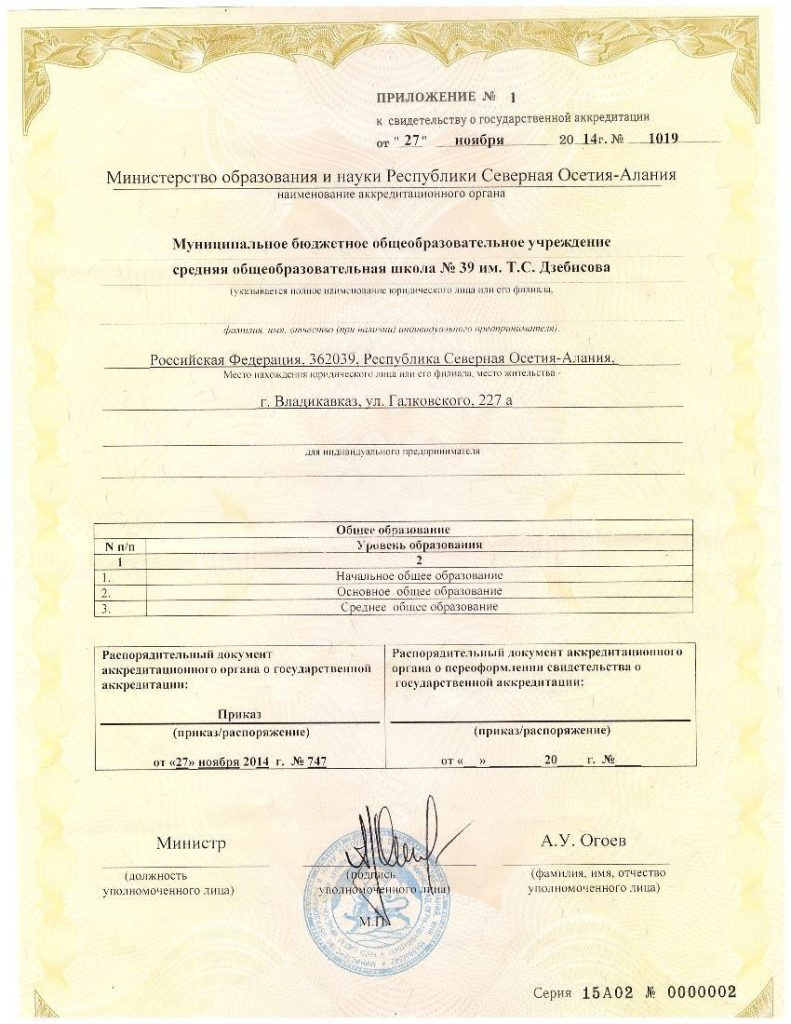 ПРИЛОЖЕНИЕ № 1
к свидетельству о государственной аккредитации
от "27" ноября 20 14г. № 1019
Министерство образования и науки Республики Северная Осетия-Алания
наименование аккредитационного органа
Муниципальное бюджетное общеобразовательное учреждение
средняя общеобразовательная школа № 39 им. Т.С. Дзебисова
(указывается полное наименование юридического лица или его филиала,
фамилия, имя, отчество (при наличии) индивидуального предпринимателя).
Российская Федерация, 362039, Республика Северная Осетия-Алания,
Место нахождения юридического лица или его филиала, место жительства -
г. Владикавказ, ул. Галковского, 227 а
для индивидуального предпринимателя
Общее образование
N п/п Уровень образования
1 2
1. Начальное общее образование
2. Основное общее образование
3. Среднее общее образование
Распорядительный документ
аккредитационного органа о государственной
аккредитации:
Приказ
(приказ/распоряжение)
от «27» ноября 2014 г. № 747
Распорядительный документ аккредитационного
органа о переоформлении свидетельства о
государственной аккредитации:
(приказ/распоряжение)
от «__» ______ 20___ г. №____
Министр
(должность
уполномоченного лица)
(подпись
уполномоченного лица)
М.П.
А.У. Огоев
(фамилия, имя, отчество
уполномоченного лица)
Серия 15А02 № 0000002